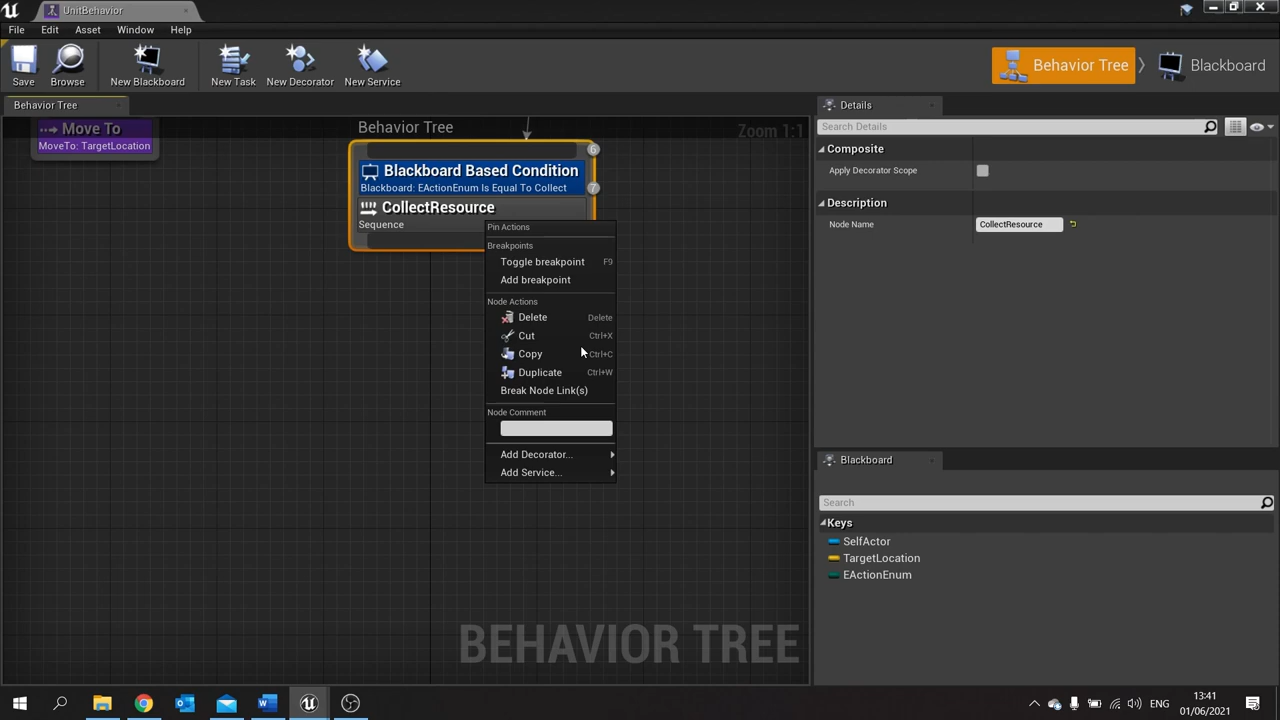 UnitBehavior
File Edit Asset Window Help
Save Browse New Blackboard New Task New Decorator New Service
Behavior Tree Blackboard
Behavior Tree
Details
Move To
MoveTo: TargetLocation
Behavior Tree
Zoom 1:1
Search Details
Composite
Apply Decorator Scope
Description
Node Name CollectResource
6
Blackboard Based Condition
Blackboard: EActionEnum Is Equal To Collect
7
CollectResource
Sequence
Pin Actions
Breakpoints
Toggle breakpoint F9
Add breakpoint
Node Actions
Delete Delete
Cut Ctrl+X
Copy Ctrl+C
Duplicate Ctrl+W
Break Node Link(s)
Node Comment
Add Decorator...
Add Service...
Blackboard
Search
Keys
SelfActor
TargetLocation
EActionEnum
BEHAVIOR TREE
ENG
13:41
01/06/2021